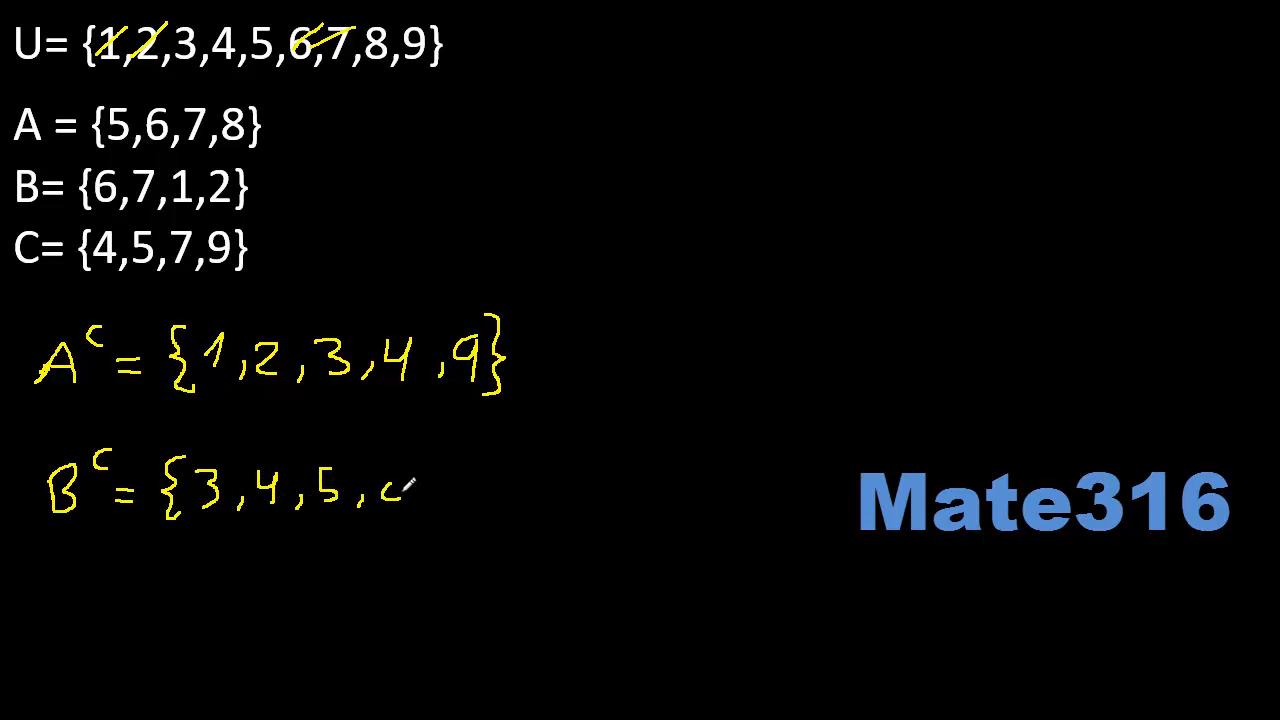 U= {1,2,3,4,5,6,7,8,9}
A = {5,6,7,8}
B= {6,7,1,2}
C= {4,5,7,9}
A^c = {1,2,3,4,9}
B^c = {3,4,5,
Mate316